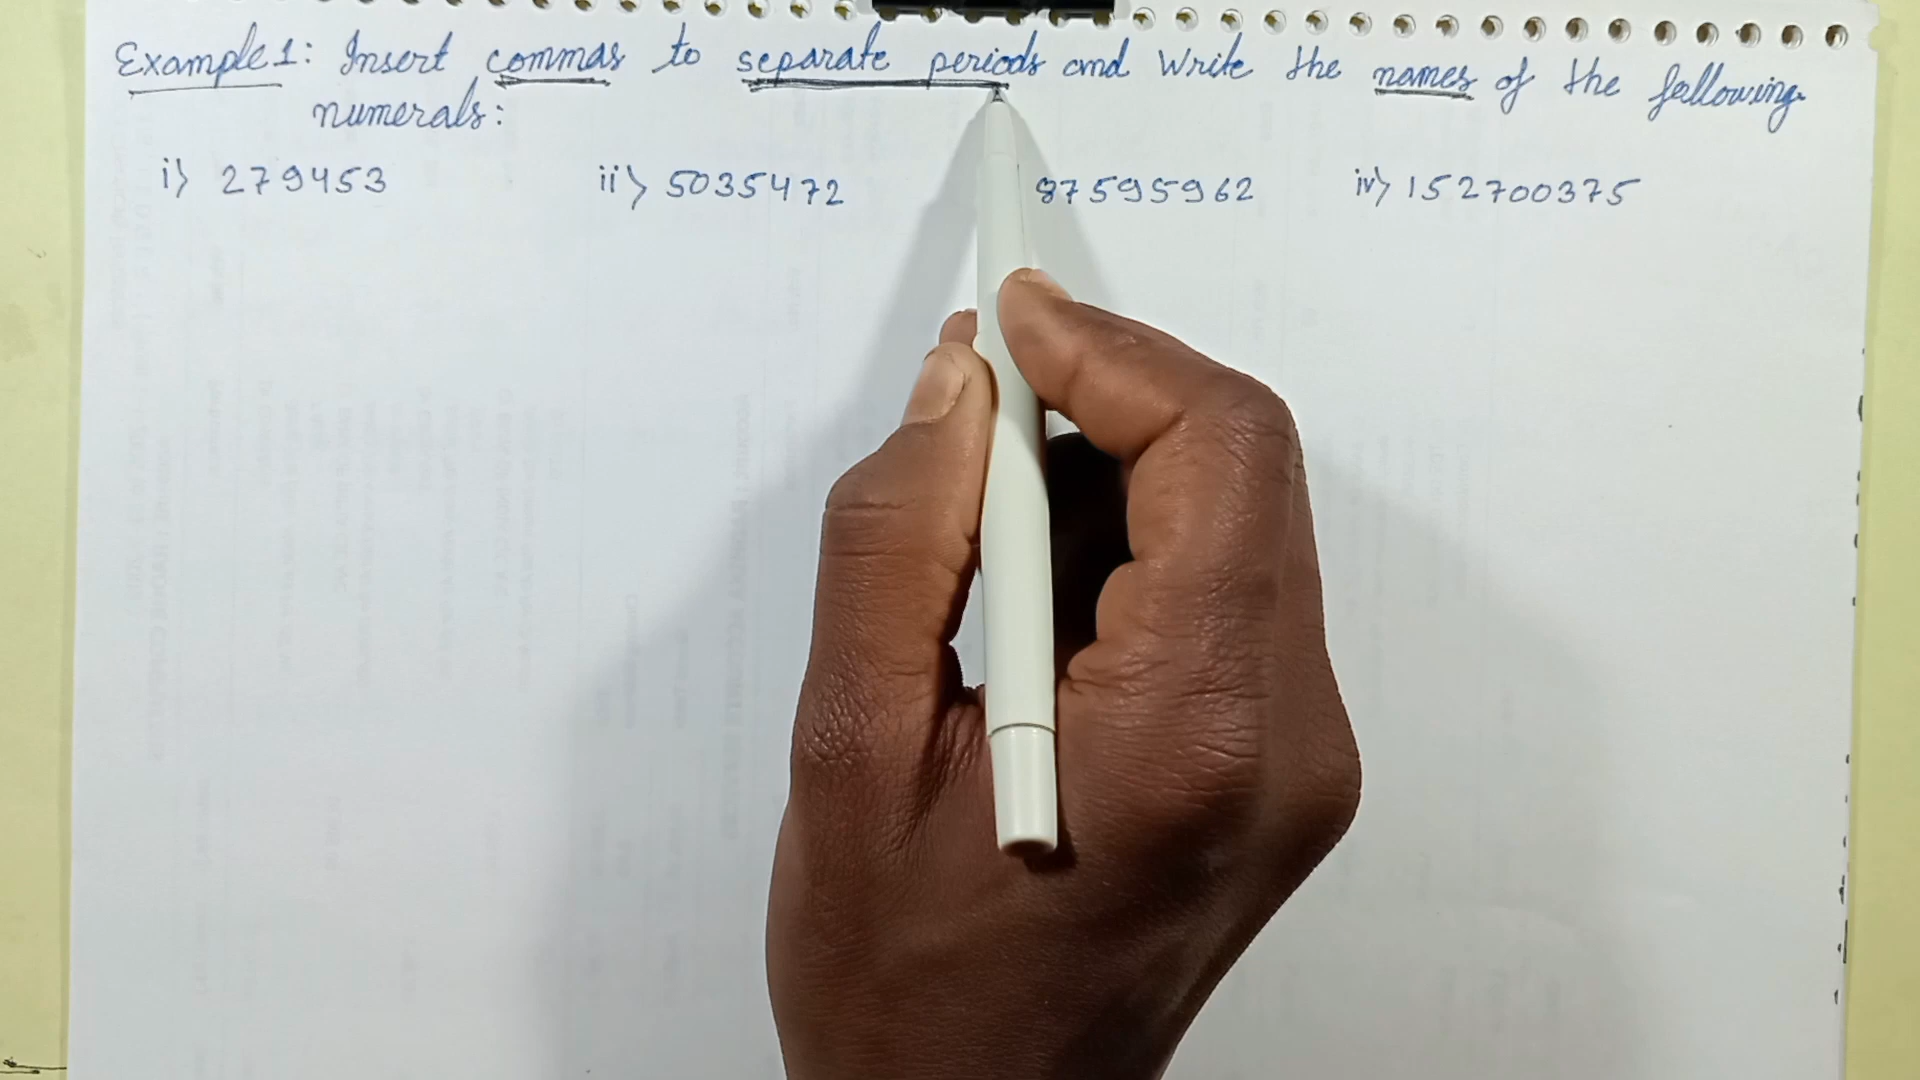 Example 1: Insert commas to separate periods and Write the names of the following
numerals:
i) 279453 ii) 5035472 87595962 iv) 152700375